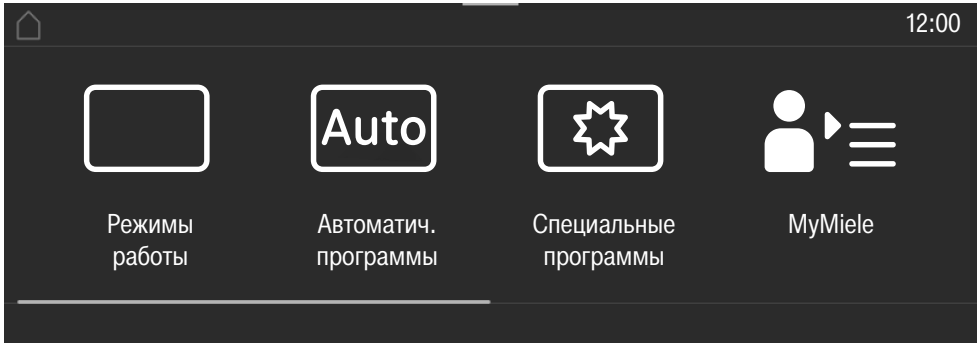 12:00
Auto
Режимы
работы
Автоматич.
программы
Специальные
программы
MyMiele